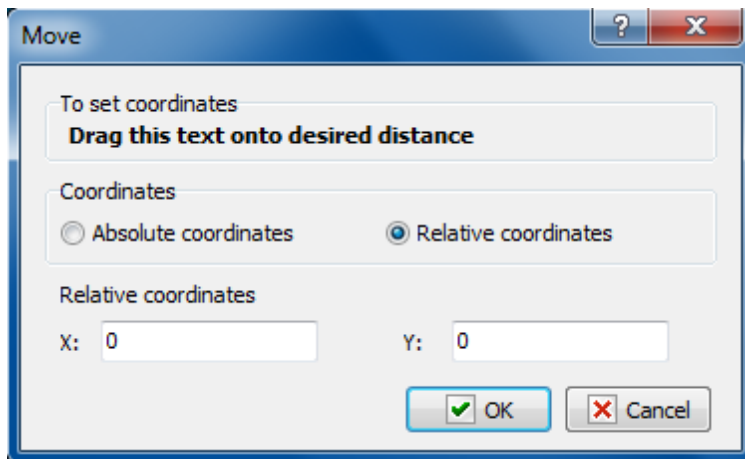 Move
?
X
To set coordinates
Drag this text onto desired distance
Coordinates
Absolute coordinates Relative coordinates
Relative coordinates
X: 0 Y: 0
OK Cancel